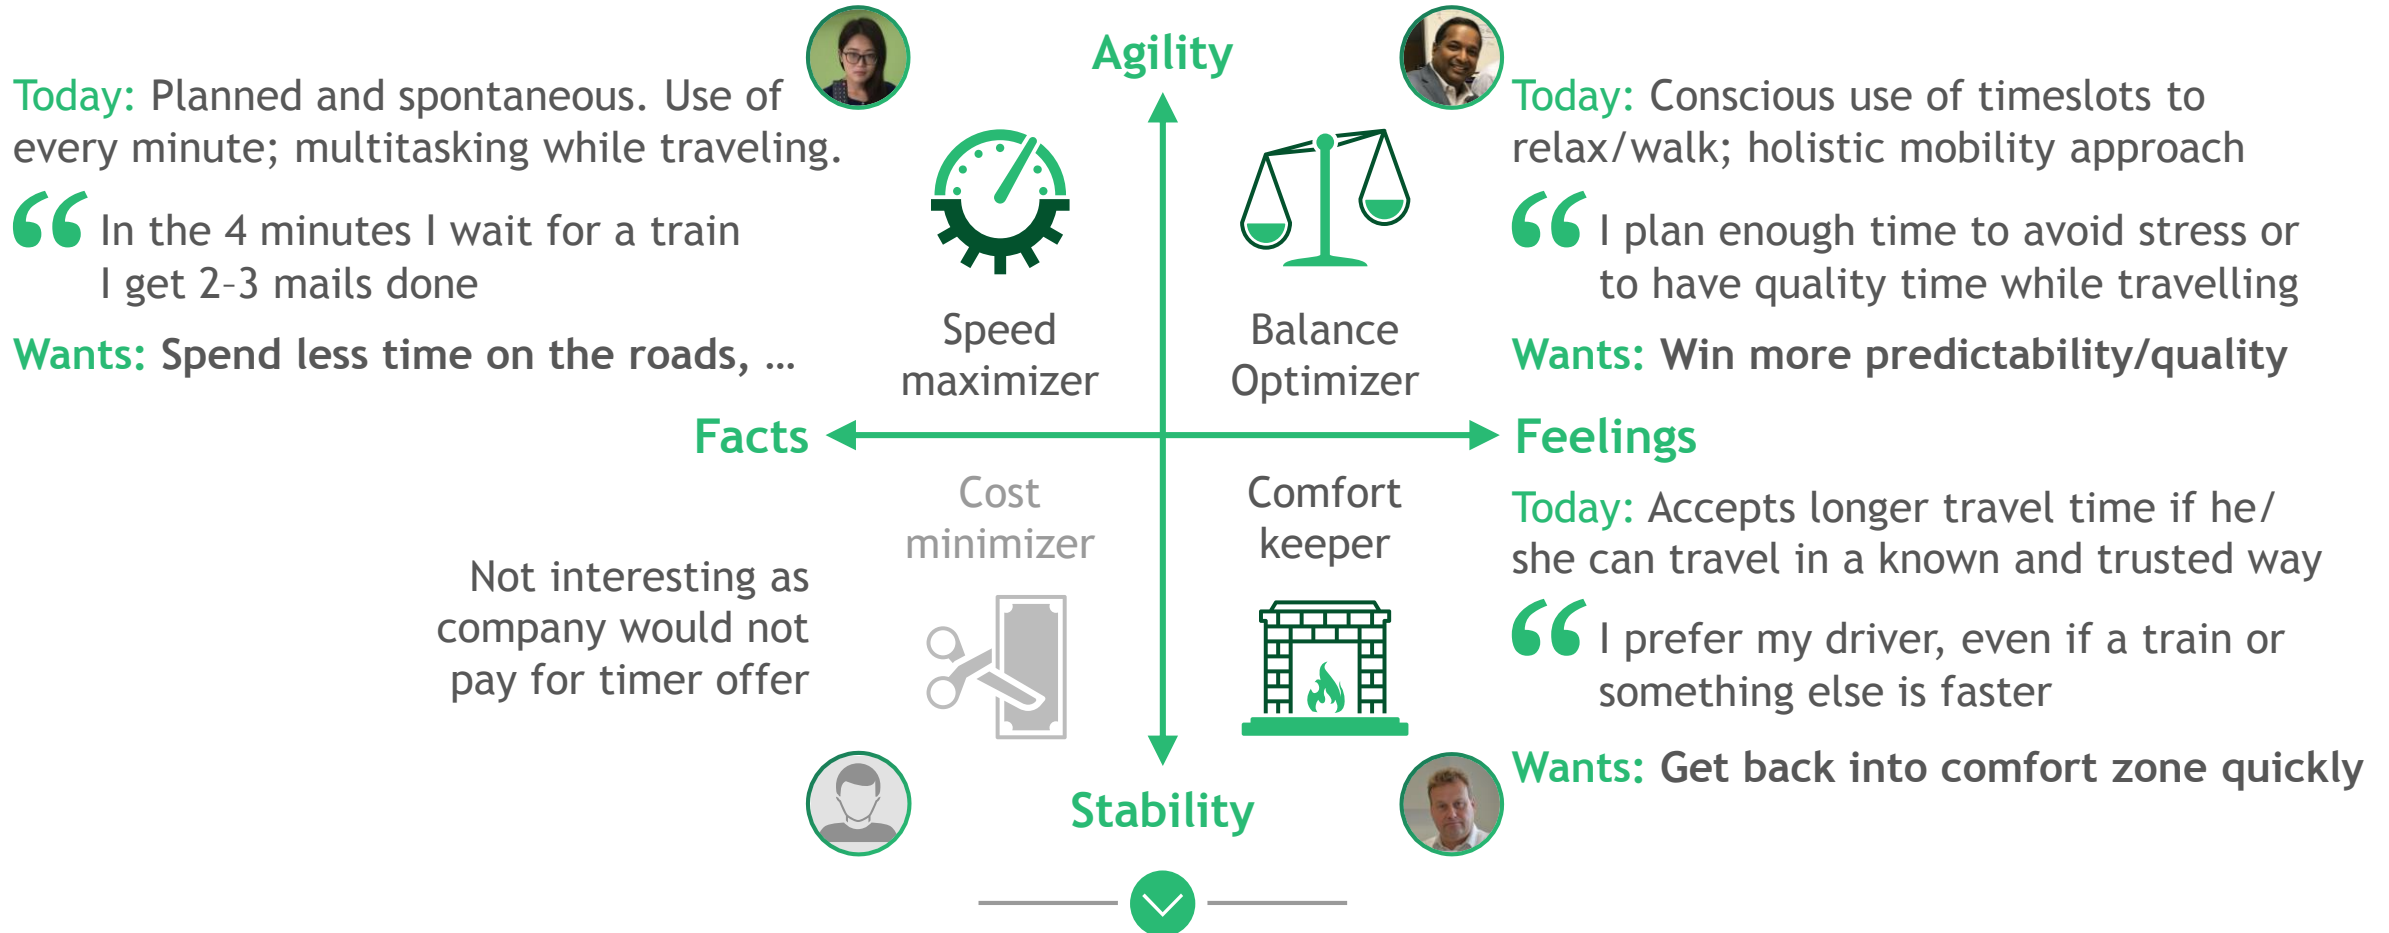 Agility
Today: Planned and spontaneous. Use of
every minute; multitasking while traveling.
“ In the 4 minutes I wait for a train
I get 2–3 mails done
Wants: Spend less time on the roads, ...
Speed
maximizer
Balance
Optimizer
Today: Conscious use of timeslots to
relax/walk; holistic mobility approach
“ I plan enough time to avoid stress or
to have quality time while travelling
Wants: Win more predictability/quality
Facts
Feelings
Not interesting as
company would not
pay for timer offer
Cost
minimizer
Comfort
keeper
Today: Accepts longer travel time if he/
she can travel in a known and trusted way
“ I prefer my driver, even if a train or
something else is faster
Wants: Get back into comfort zone quickly
Stability